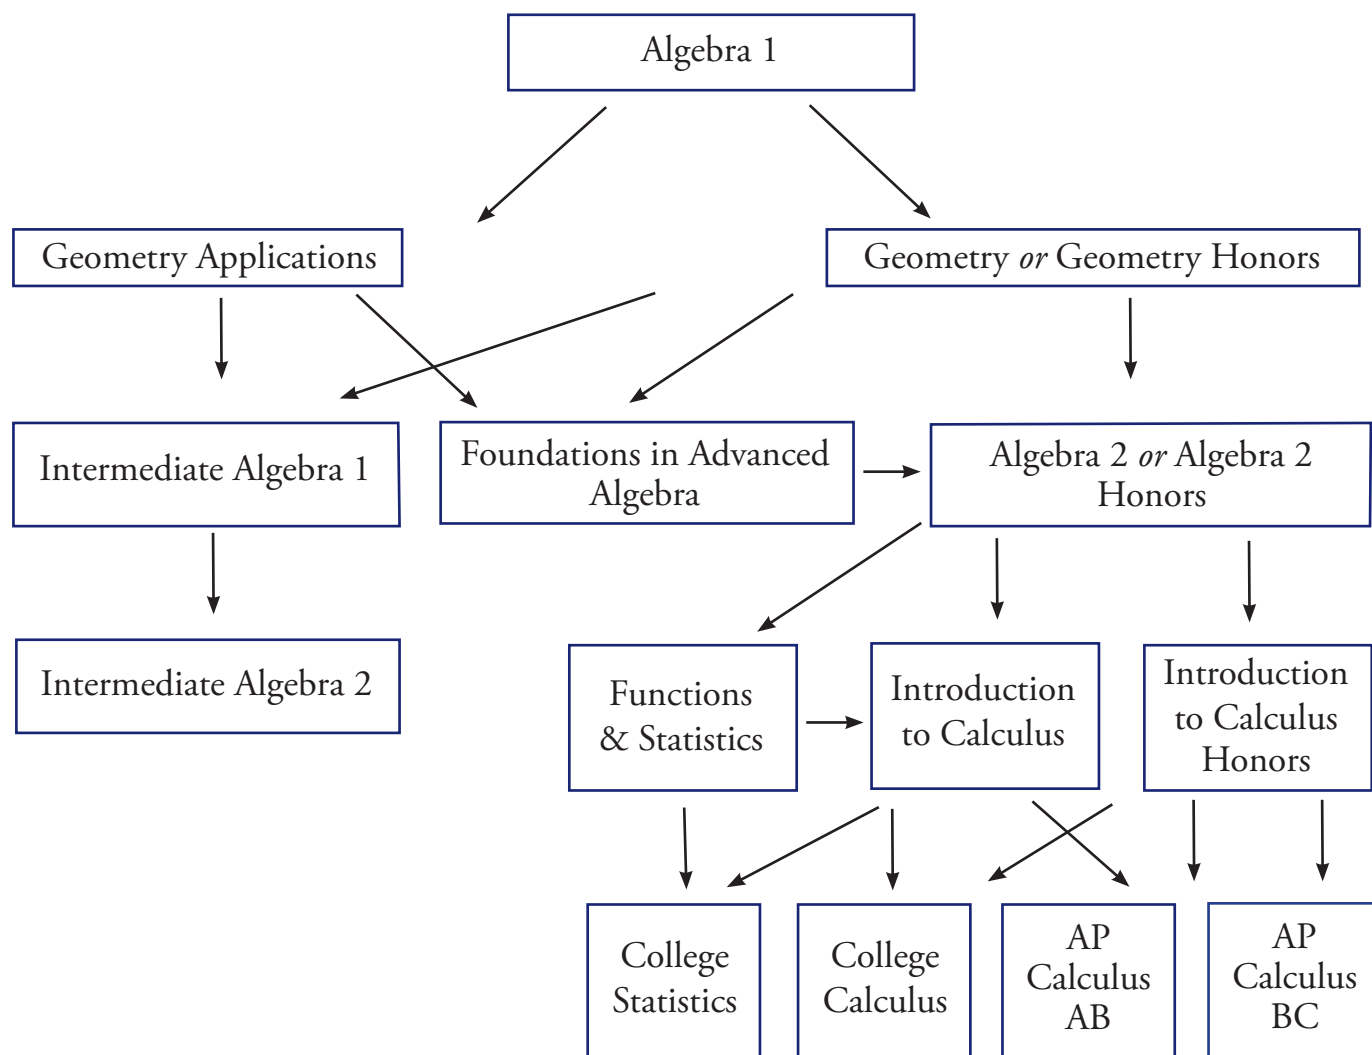 Algebra 1
Geometry Applications
Geometry or Geometry Honors
Intermediate Algebra 1
Foundations in Advanced
Algebra
Algebra 2 or Algebra 2
Honors
Intermediate Algebra 2
Functions
& Statistics
Introduction
to Calculus
Introduction
to Calculus
Honors
College
Statistics
College
Calculus
AP
Calculus
AB
AP
Calculus
BC